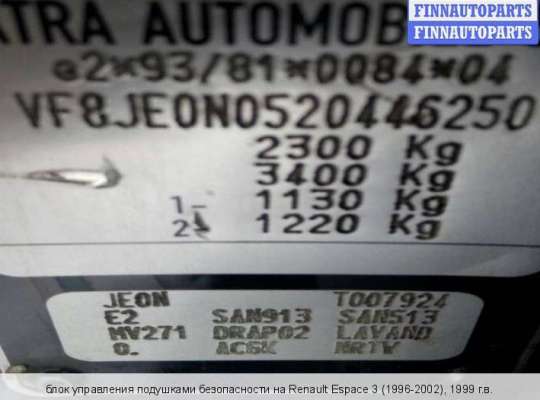 FINNAUTOPARTS
FINNAUTOPARTS
ATRA AUTOMOB
e2*93/81*0084*04
VF8JE0N0520446250
2300 Kg
3400 Kg
1- 1130 Kg
2- 1220 Kg
JE0N T007924
E2 SAN913 SAN513
MV271 DRAP02 LAVAND
0. AC6K NRTV
блок управления подушками безопасности на Renault Espace 3 (1996-2002), 1999 г.в.